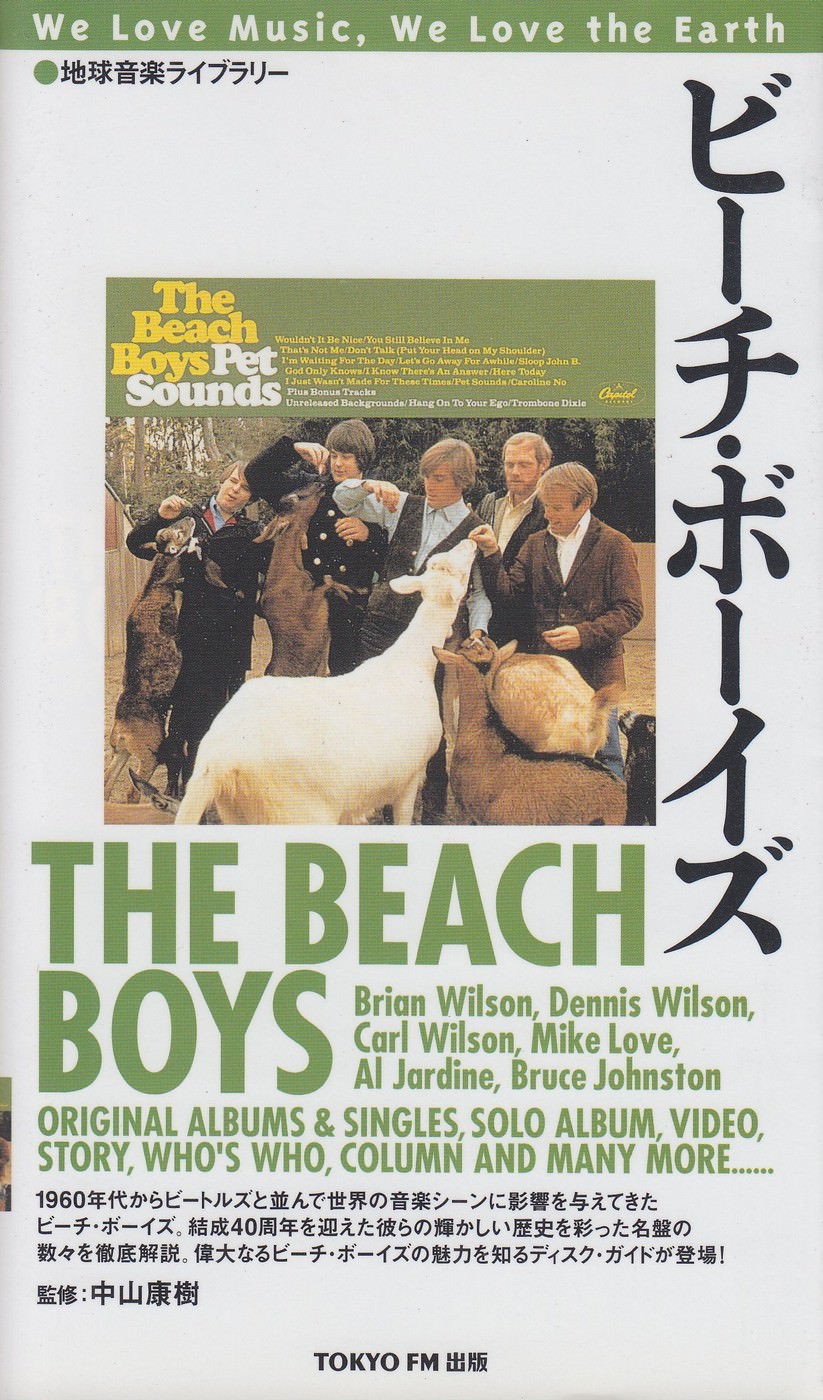 We Love Music, We Love the Earth
●地球音楽ライブラリー
ビーチ・ボーイズ
The
Beach
Boys Pet
Sounds
Wouldn't It Be Nice/You Still Believe in Me
That's Not Me/Don't Talk (Put Your Head on My Shoulder)
I'm Waiting For The Day/Let's Go Away For Awhile/Sloop John B.
God Only Knows/I Know There's An Answer/Here Today
I Just Wasn't Made For These Times/Pet Sounds/Caroline No
Plus Bonus Tracks
Unreleased Backgrounds/Hang On To Your Ego/Trombone Dixie
Capitol
RECORDS
THE BEACH
BOYS
Brian Wilson, Dennis Wilson,
Carl Wilson, Mike Love,
Al Jardine, Bruce Johnston
ORIGINAL ALBUMS & SINGLES, SOLO ALBUM, VIDEO,
STORY, WHO'S WHO, COLUMN AND MANY MORE......
1960年代からビートルズと並んで世界の音楽シーンに影響を与えてきた
ビーチ・ボーイズ。結成40周年を迎えた彼らの輝かしい歴史を彩った名盤の
数々を徹底解説。偉大なるビーチ・ボーイズの魅力を知るディスク・ガイドが登場!
監修:中山康樹
TOKYO FM 出版